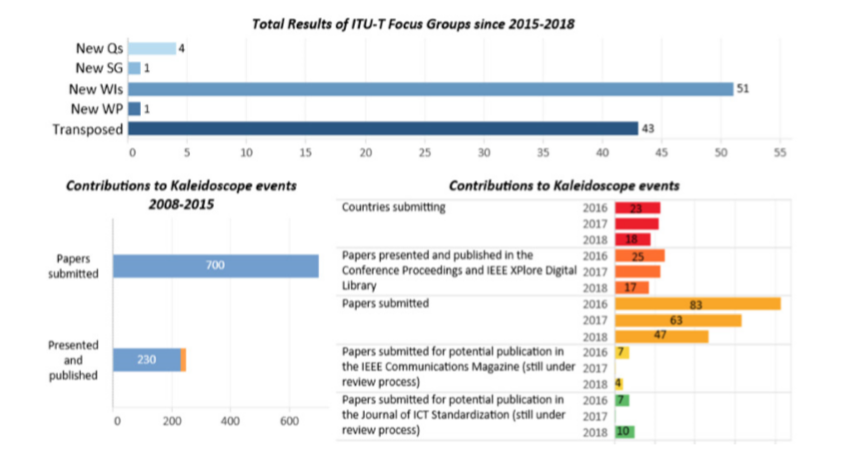 Total Results of ITU-T Focus Groups since 2015-2018
New Qs 4
New SG 1
New WIs 51
New WP 1
Transposed 43
0 5 10 15 20 25 30 35 40 45 50 55
Contributions to Kaleidoscope events
2008-2015
Papers
submitted
700
Presented
and
published
230
0 200 400 600
Contributions to Kaleidoscope events
Countries submitting 2016 23
2017
2018 18
Papers presented and published in the 2016 25
Conference Proceedings and IEEE XPlore Digital 2017
Library 2018 17
Papers submitted 2016 83
2017 63
2018 47
Papers submitted for potential publication in 2016 7
the IEEE Communications Magazine (still under 2017
review process) 2018 4
Papers submitted for potential publication in 2016 7
the Journal of ICT Standardization (still under 2017
review process) 2018 10